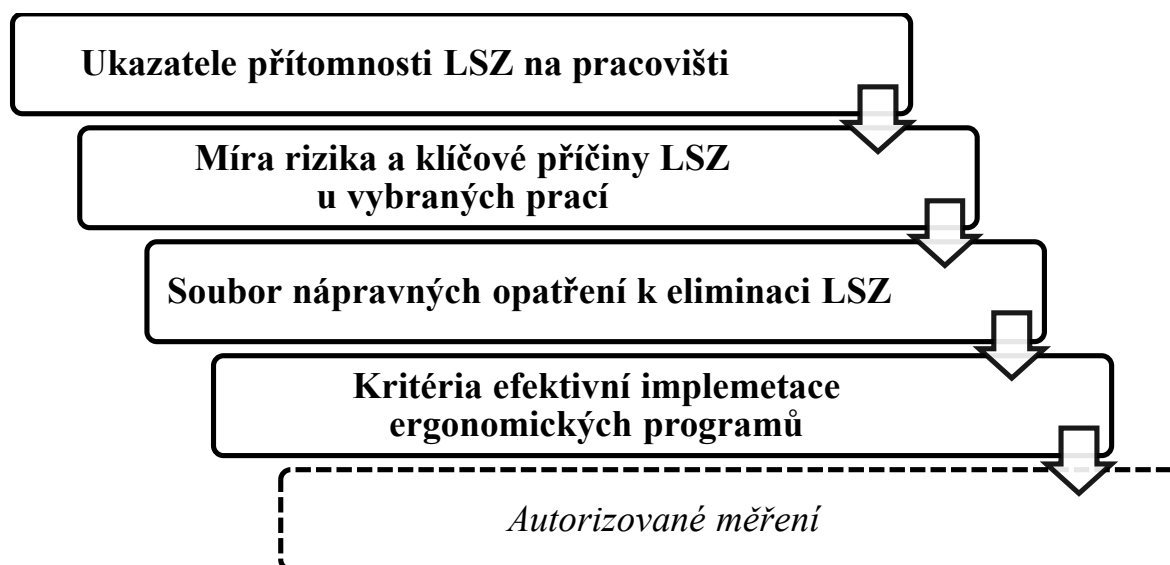 Ukazatele přítomnosti LSZ na pracovišti
Míra rizika a klíčové příčiny LSZ
u vybraných prací
Soubor nápravných opatření k eliminaci LSZ
Kritéria efektivní implemetace
ergonomických programů
Autorizované měření